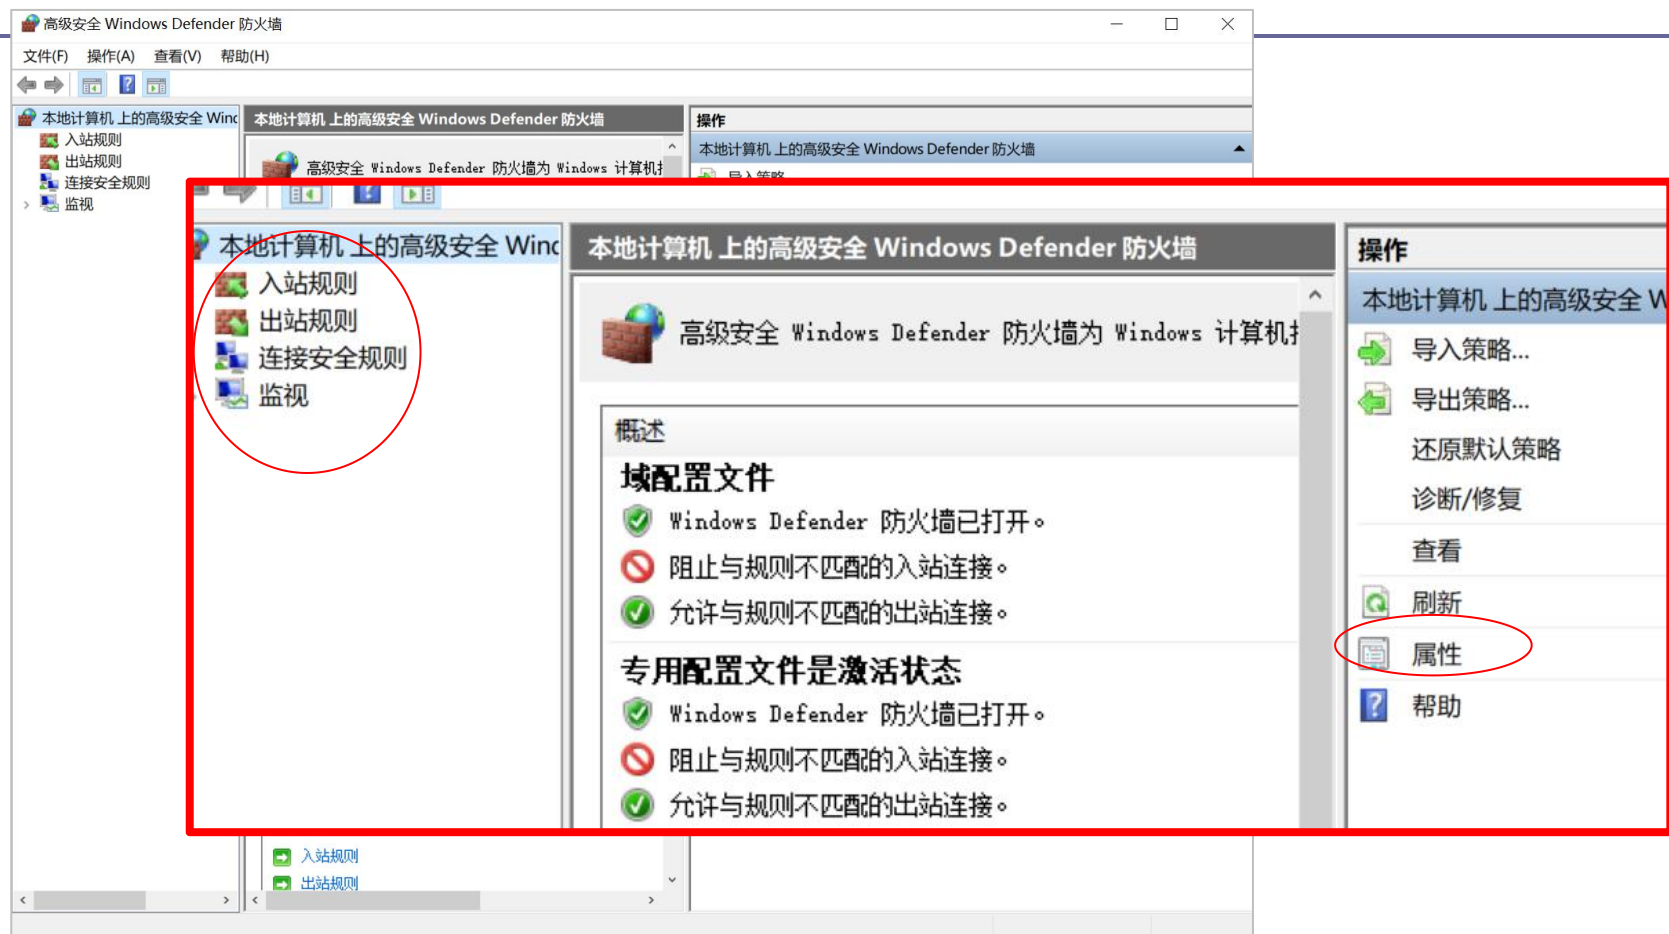 高级安全 Windows Defender 防火墙
文件(F) 操作(A) 查看(V) 帮助(H)
本地计算机 上的高级安全 Winc
入站规则
出站规则
连接安全规则
监视
本地计算机 上的高级安全 Windows Defender 防火墙
高级安全 Windows Defender 防火墙为 Windows 计算机
操作
本地计算机 上的高级安全 Windows Defender 防火墙
导入策略
本地计算机 上的高级安全 Winc
入站规则
出站规则
连接安全规则
监视
本地计算机 上的高级安全 Windows Defender 防火墙
高级安全 Windows Defender 防火墙为 Windows 计算机
概述
域配置文件
Windows Defender 防火墙已打开。
阻止与规则不匹配的入站连接。
允许与规则不匹配的出站连接。
专用配置文件是激活状态
Windows Defender 防火墙已打开。
阻止与规则不匹配的入站连接。
允许与规则不匹配的出站连接。
操作
本地计算机 上的高级安全 W
导入策略...
导出策略...
还原默认策略
诊断/修复
查看
刷新
属性
帮助
入站规则
出站规则